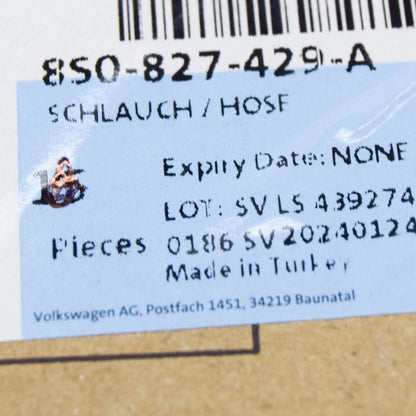 8S0-827-429-A
SCHLAUCH / HOSE
Expiry Date: NONE
LOT: SV LS 439274
Pieces 0186 SV20240124
Made in Turkey
Volkswagen AG, Postfach 1451, 34219 Baunatal